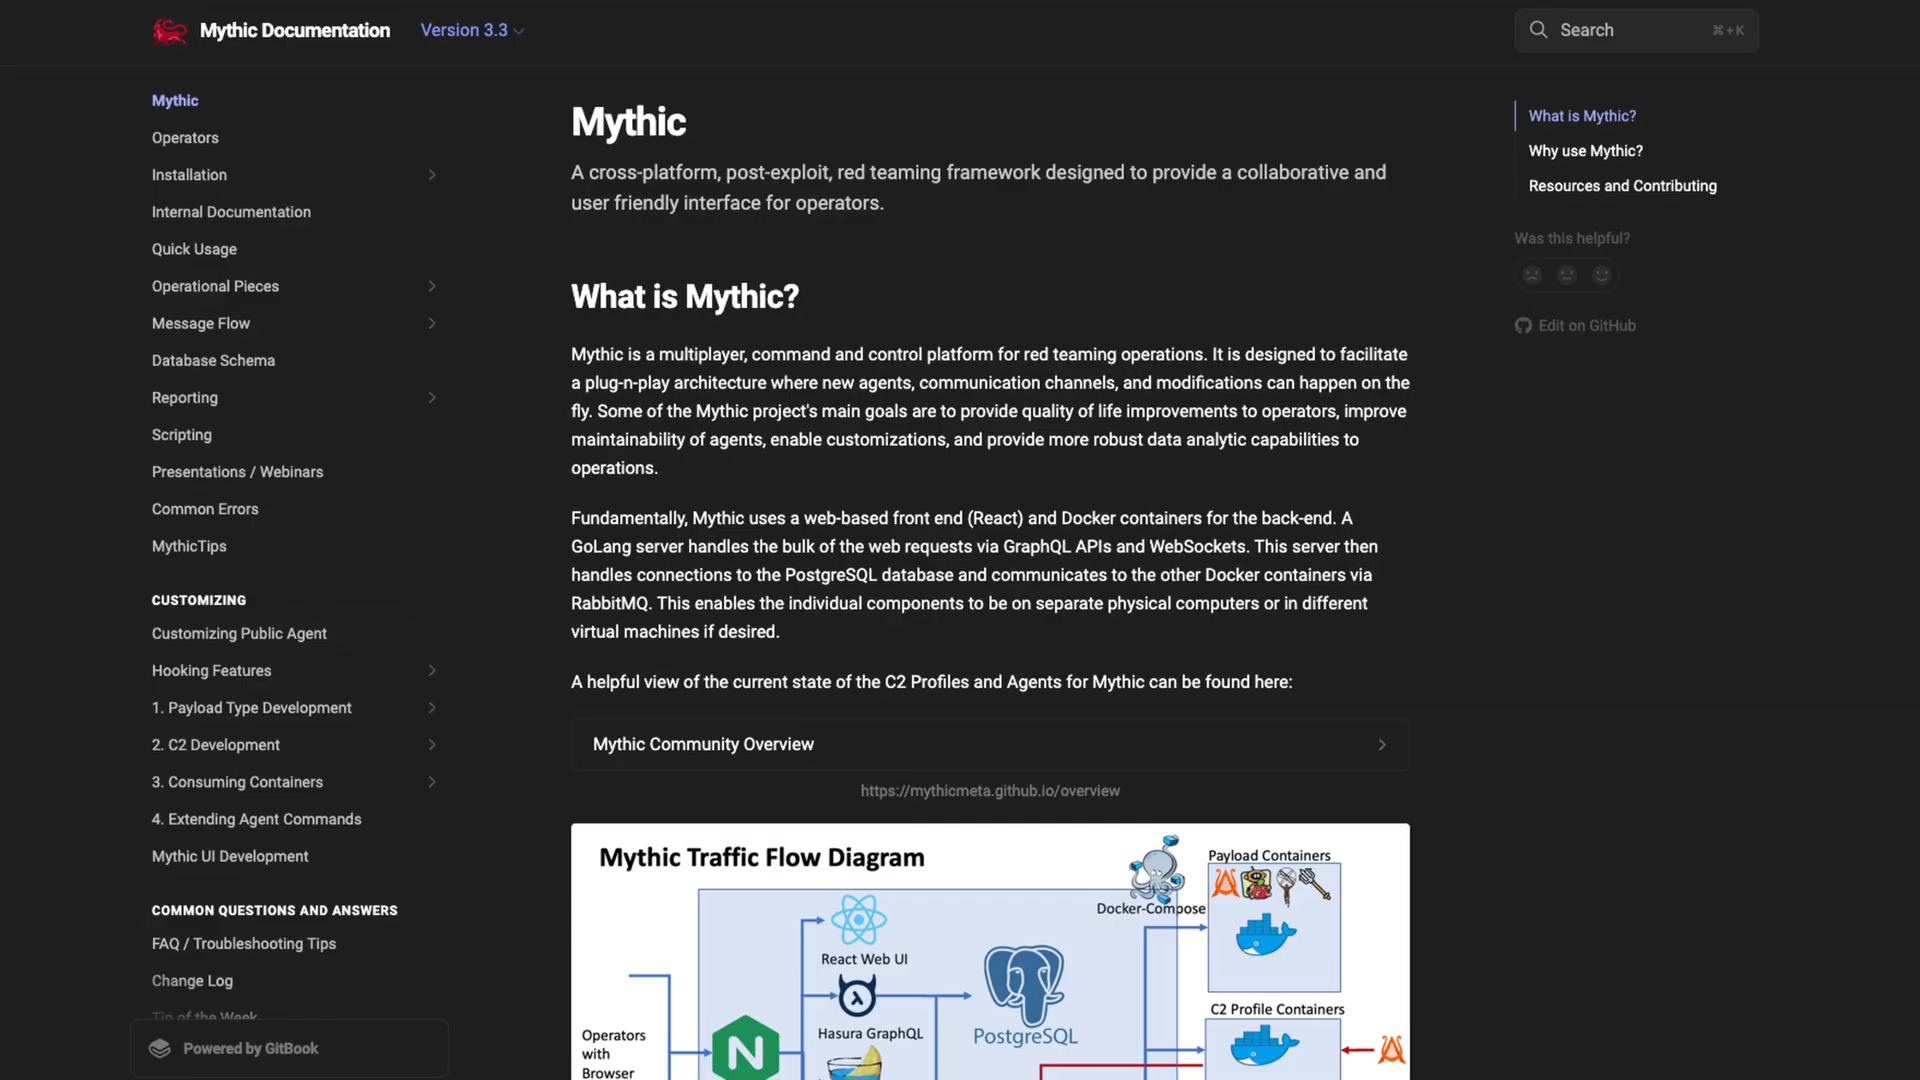 Mythic Documentation
Version 3.3
Search
⌘+K
Mythic
Operators
Installation
Internal Documentation
Quick Usage
Operational Pieces
Message Flow
Database Schema
Reporting
Scripting
Presentations / Webinars
Common Errors
MythicTips
CUSTOMIZING
Customizing Public Agent
Hooking Features
1. Payload Type Development
2. C2 Development
3. Consuming Containers
4. Extending Agent Commands
Mythic UI Development
COMMON QUESTIONS AND ANSWERS
FAQ / Troubleshooting Tips
Change Log
Tip of the Week
Powered by GitBook
Mythic
A cross-platform, post-exploit, red teaming framework designed to provide a collaborative and
user friendly interface for operators.
What is Mythic?
Mythic is a multiplayer, command and control platform for red teaming operations. It is designed to facilitate
a plug-n-play architecture where new agents, communication channels, and modifications can happen on the
fly. Some of the Mythic project's main goals are to provide quality of life improvements to operators, improve
maintainability of agents, enable customizations, and provide more robust data analytic capabilities to
operations.
Fundamentally, Mythic uses a web-based front end (React) and Docker containers for the back-end. A
GoLang server handles the bulk of the web requests via GraphQL APIs and WebSockets. This server then
handles connections to the PostgreSQL database and communicates to the other Docker containers via
RabbitMQ. This enables the individual components to be on separate physical computers or in different
virtual machines if desired.
A helpful view of the current state of the C2 Profiles and Agents for Mythic can be found here:
Mythic Community Overview
https://mythicmeta.github.io/overview
Mythic Traffic Flow Diagram
Docker-Compose
Payload Containers
React Web UI
Hasura GraphQL
PostgreSQL
C2 Profile Containers
Operators
with
Browser
N
What is Mythic?
Why use Mythic?
Resources and Contributing
Was this helpful?
Edit on GitHub